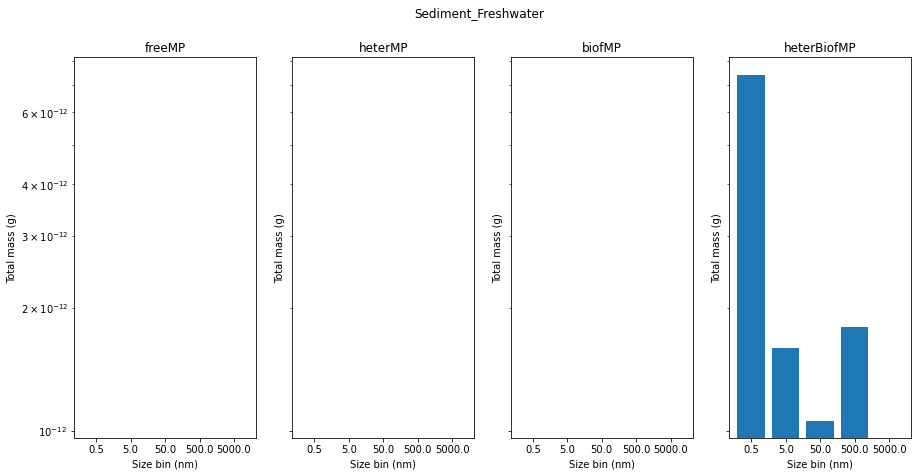 Sediment_Freshwater
freeMP
heterMP
biofMP
heterBiofMP
Total mass (g)
6 × 10⁻¹²
4 × 10⁻¹²
3 × 10⁻¹²
2 × 10⁻¹²
10⁻¹²
0.5 5.0 50.0 500.0 5000.0
Size bin (nm)
Total mass (g)
0.5 5.0 50.0 500.0 5000.0
Size bin (nm)
Total mass (g)
0.5 5.0 50.0 500.0 5000.0
Size bin (nm)
Total mass (g)
0.5 5.0 50.0 500.0 5000.0
Size bin (nm)